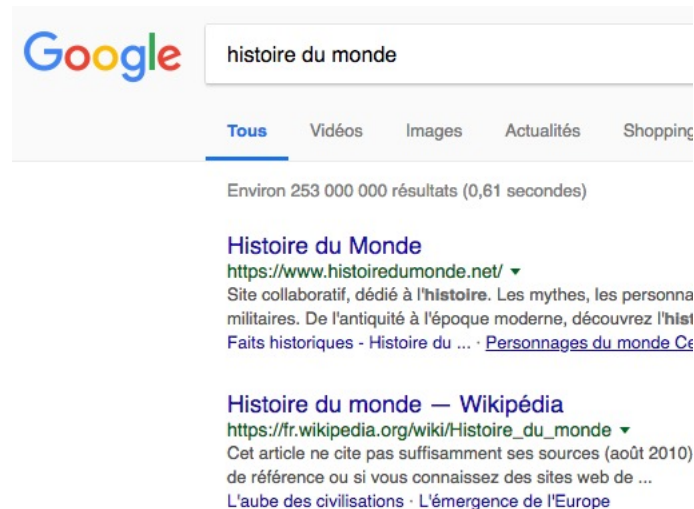 Google
histoire du monde
Tous Vidéos Images Actualités Shopping
Environ 253 000 000 résultats (0,61 secondes)
Histoire du Monde
https://www.histoiredumonde.net/
Site collaboratif, dédié à l'histoire. Les mythes, les
militaires. De l'antiquité à l'époque moderne, découvrez
Faits historiques - Histoire du ... · Personnages du monde
Histoire du monde — Wikipédia
https://fr.wikipedia.org/wiki/Histoire_du_monde
Cet article ne cite pas suffisamment ses sources (août 2010)
de référence ou si vous connaissez des sites web de ...
L'aube des civilisations · L'émergence de l'Europe